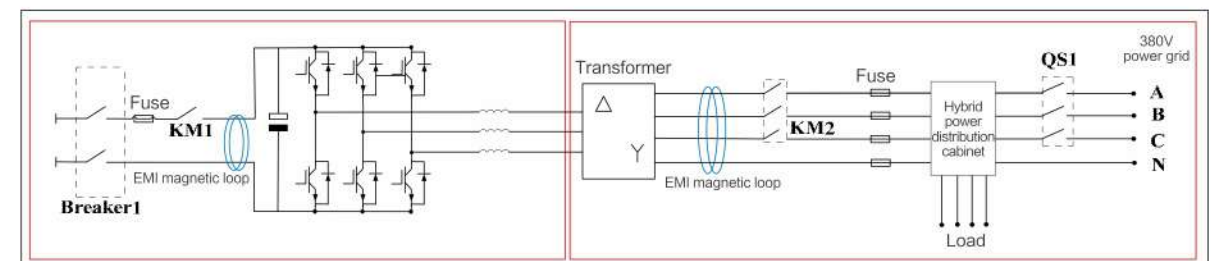 380V
power grid
QS1
Transformer
Fuse
A
Fuse
Δ
B
KM1
KM2
Hybrid
power
distribution
cabinet
C
Y
N
EMI magnetic loop
EMI magnetic loop
Breaker1
Load